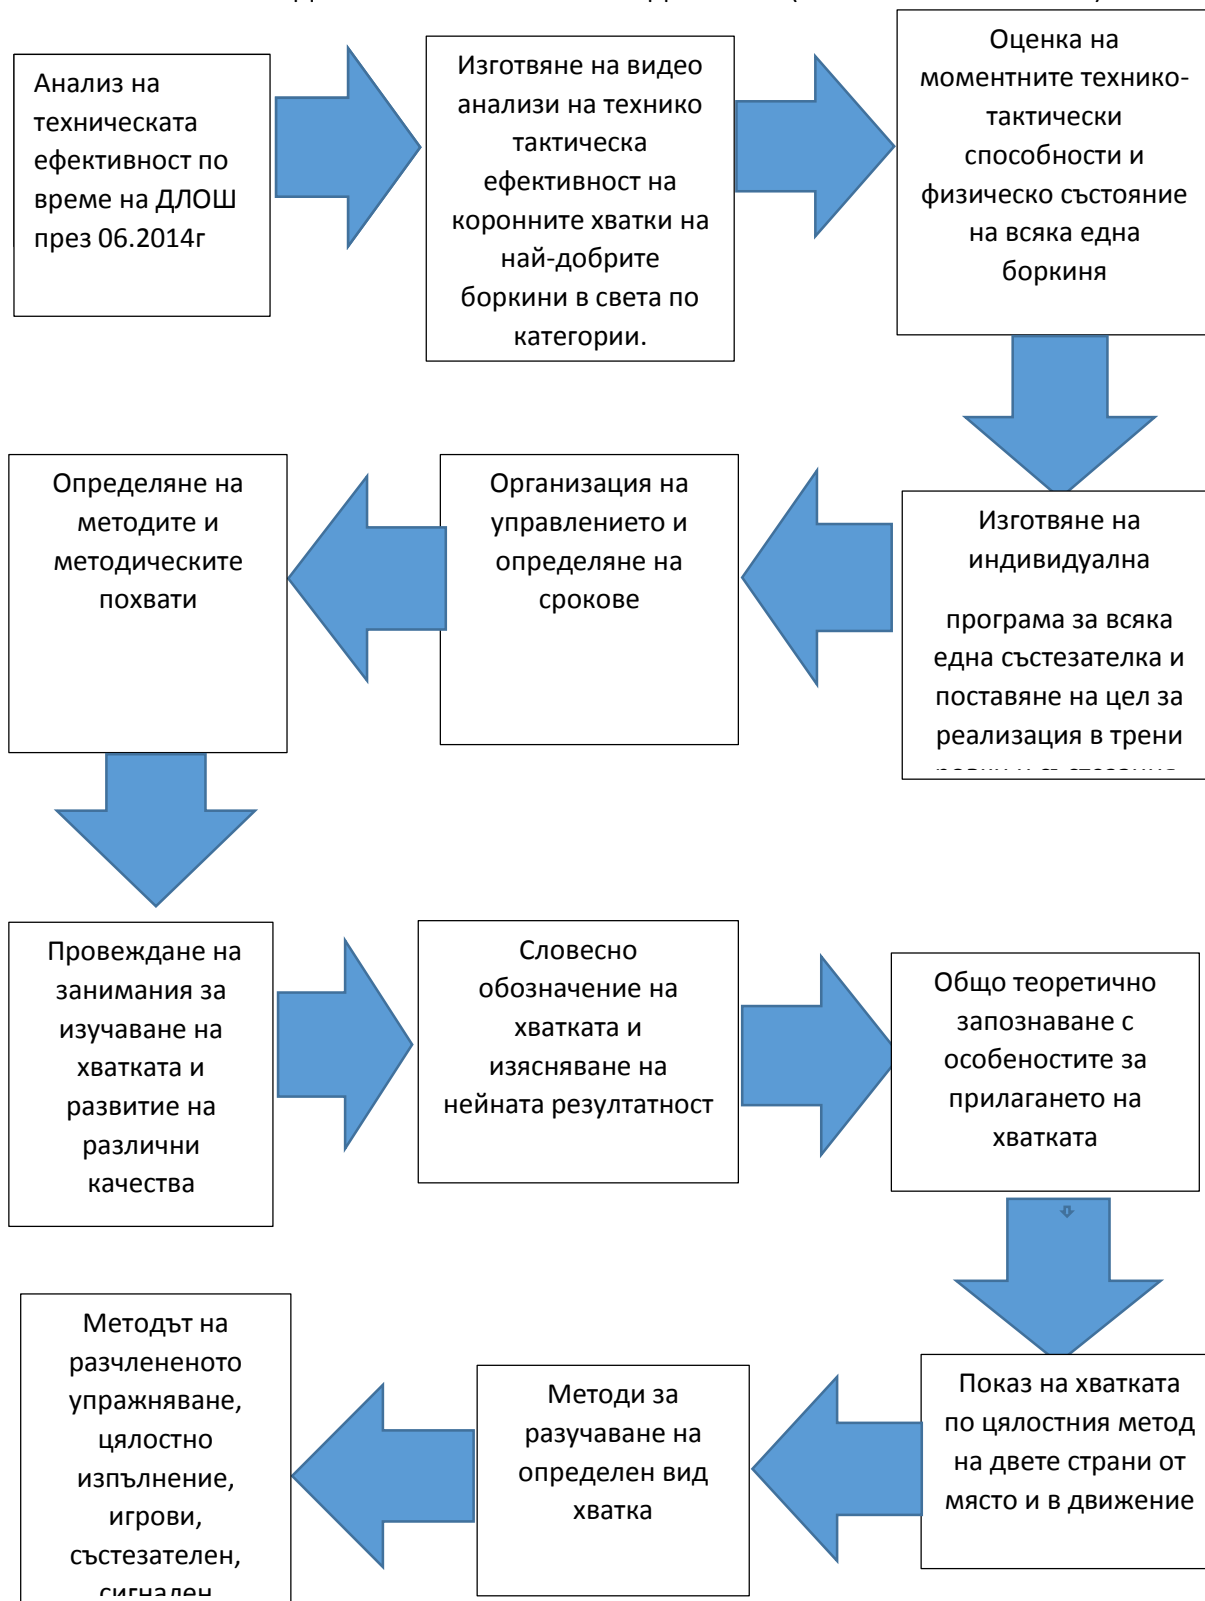 Анализ на
техническата
ефективност по
време на ДЛОШ
през 06.2014г
Изготвяне на видео
анализи на технико
тактическа
ефективност на
коронните хватки на
най-добрите
боркини в света по
категории.
Оценка на
моментните технико-
тактически
способности и
физическо състояние
на всяка една
боркиня
Изготвяне на
индивидуална
програма за всяка
една състезателка и
поставяне на цел за
реализация в трени
Организация на
управлението и
определяне на
срокове
Определяне на
методите и
методическите
похвати
Провеждане на
занимания за
изучаване на
хватката и
развитие на
различни
качества
Словесно
обозначение на
хватката и
изясняване на
нейната резултатност
Общо теоретично
запознаване с
особеностите за
прилагането на
хватката
Показ на хватката
по цялостния метод
на двете страни от
място и в движение
Методи за
разучаване на
определен вид
хватка
Методът на
разчлененото
упражняване,
цялостно
изпълнение,
игрови,
състезателен,
сигнален